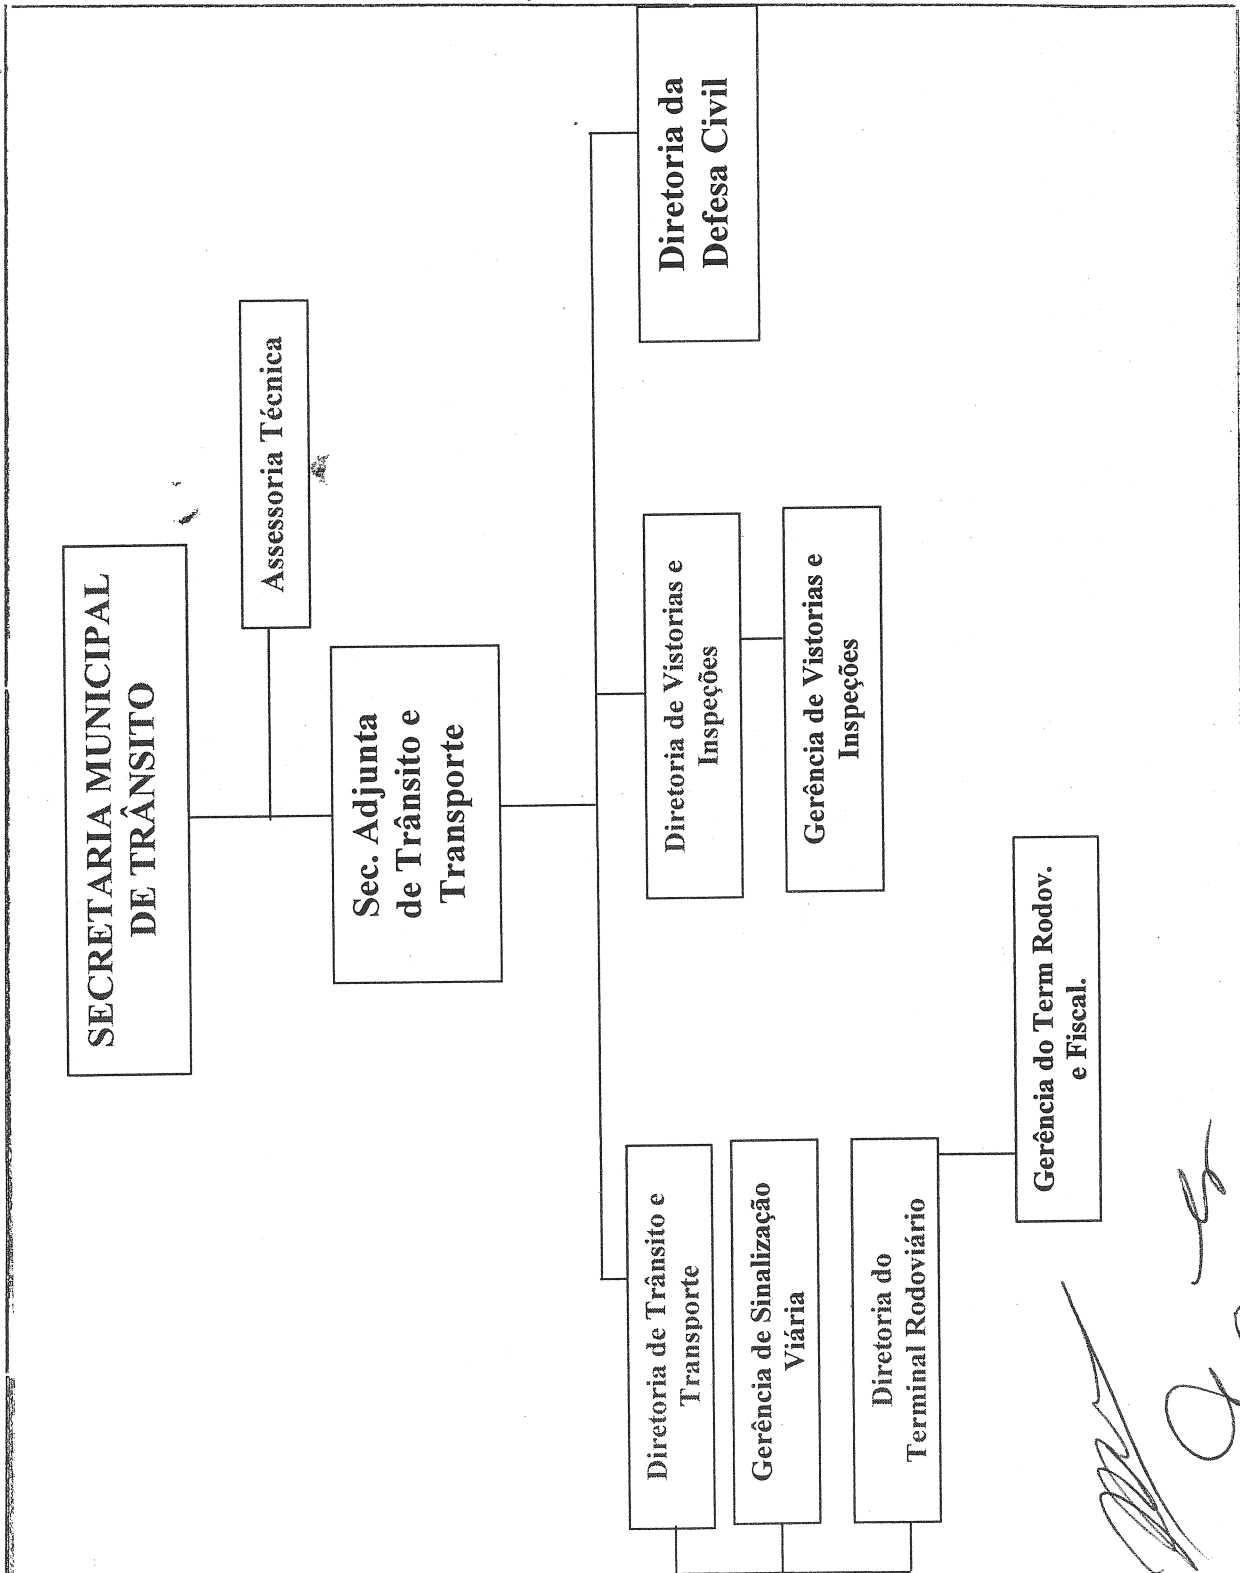 SECRETARIA MUNICIPAL
DE TRÂNSITO
Assessoria Técnica
Sec. Adjunta
de Trânsito e
Transporte
Diretoria de Trânsito e
Transporte
Gerência de Sinalização
Viária
Diretoria do
Terminal Rodoviário
Gerência do Term Rodov.
e Fiscal.
Diretoria de Vistorias e
Inspeções
Gerência de Vistorias e
Inspeções
Diretoria da
Defesa Civil